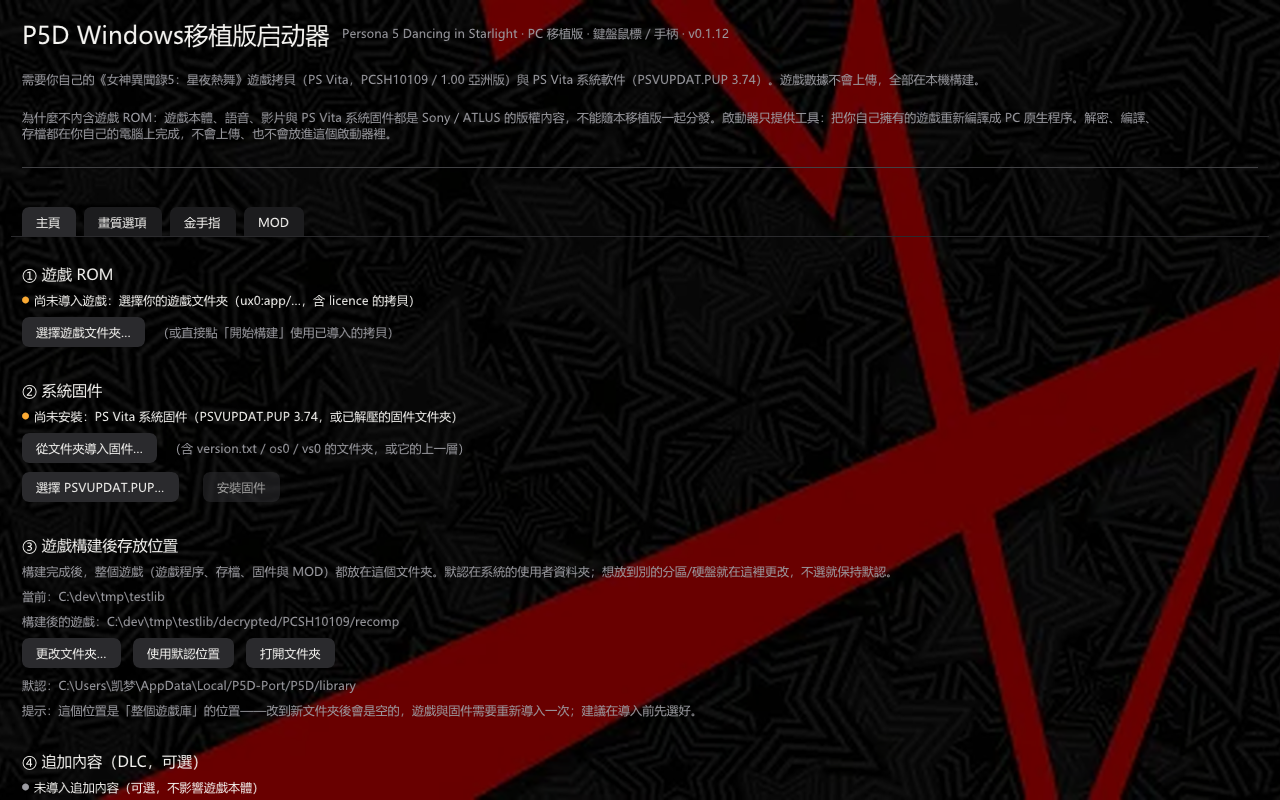 P5D Windows移植版启动器 Persona 5 Dancing in Starlight · PC 移植版 · 鍵盤鼠標 / 手柄 · v0.1.12
需要你自己的《女神異聞錄5：星夜熱舞》遊戲拷貝（PS Vita，PCSH10109 / 1.00 亞洲版）與 PS Vita 系統軟件（PSVUPDAT.PUP 3.74）。遊戲數據不會上傳，全部在本機構建。
為什麼不內含遊戲 ROM：遊戲本體、語音、影片與 PS Vita 系統固件都是 Sony / ATLUS 的版權內容，不能隨本移植版一起分發。啟動器只提供工具：把你自己擁有的遊戲重新編譯成 PC 原生程序。解密、編譯、
存檔都在你自己的電腦上完成，不會上傳、也不會放進這個啟動器裡。
主頁 畫質選項 金手指 MOD
① 遊戲 ROM
尚未導入遊戲：選擇你的遊戲文件夾（ux0:app/...，含 licence 的拷貝）
選擇遊戲文件夾... （或直接點「開始構建」使用已導入的拷貝）
② 系統固件
尚未安裝：PS Vita 系統固件（PSVUPDAT.PUP 3.74，或已解壓的固件文件夾）
從文件夾導入固件... （含 version.txt / os0 / vs0 的文件夾，或它的上一層）
選擇 PSVUPDAT.PUP... 安裝固件
③ 遊戲構建後存放位置
構建完成後，整個遊戲（遊戲程序、存檔、固件與 MOD）都放在這個文件夾。默認在系統的使用者資料夾；想放到別的分區/硬盤就在這裡更改，不選就保持默認。
當前：C:\dev\tmp\testlib
構建後的遊戲：C:\dev\tmp\testlib/decrypted/PCSH10109/recomp
更改文件夾... 使用默認位置 打開文件夾
默認：C:\Users\凯梦\AppData\Local/P5D-Port/P5D/library
提示：這個位置是「整個遊戲庫」的位置——改到新文件夾後會是空的，遊戲與固件需要重新導入一次；建議在導入前先選好。
④ 追加內容（DLC，可選）
未導入追加內容（可選，不影響遊戲本體）